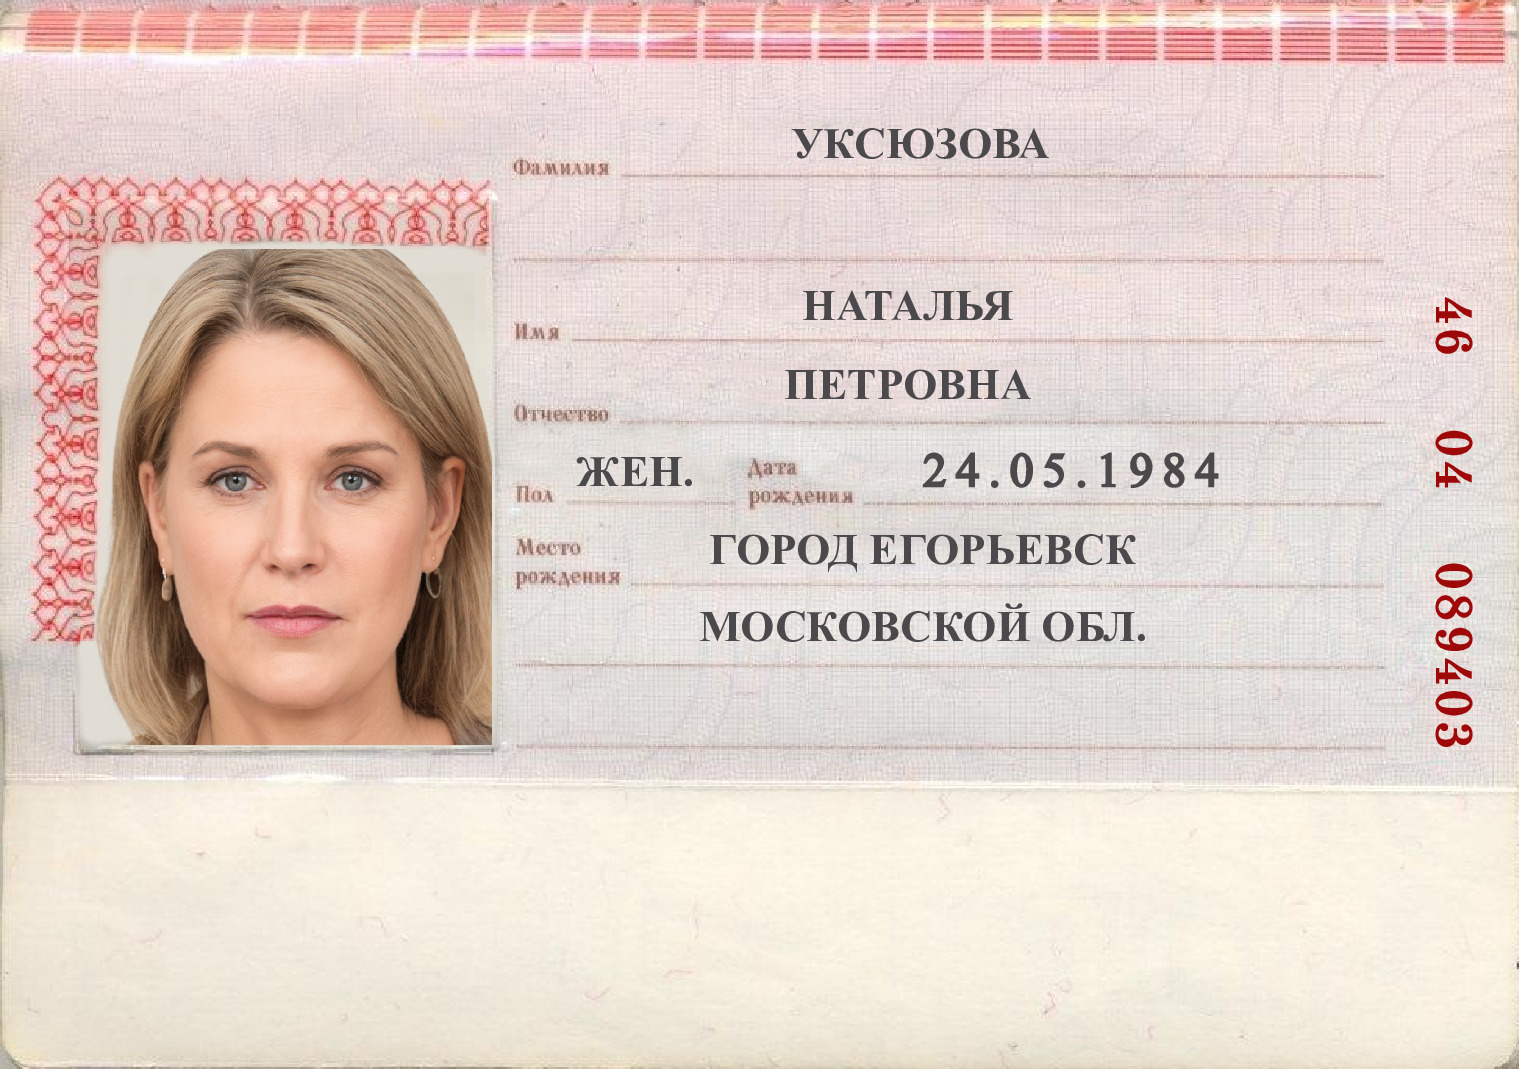 УКСЮЗОВА
Фамилия
НАТАЛЬЯ
Имя
ПЕТРОВНА
Отчество
ЖЕН.
Пол
Дата
рождения
24.05.1984
Место
рождения
ГОРОД ЕГОРЬЕВСК
МОСКОВСКОЙ ОБЛ.
46 04 089403